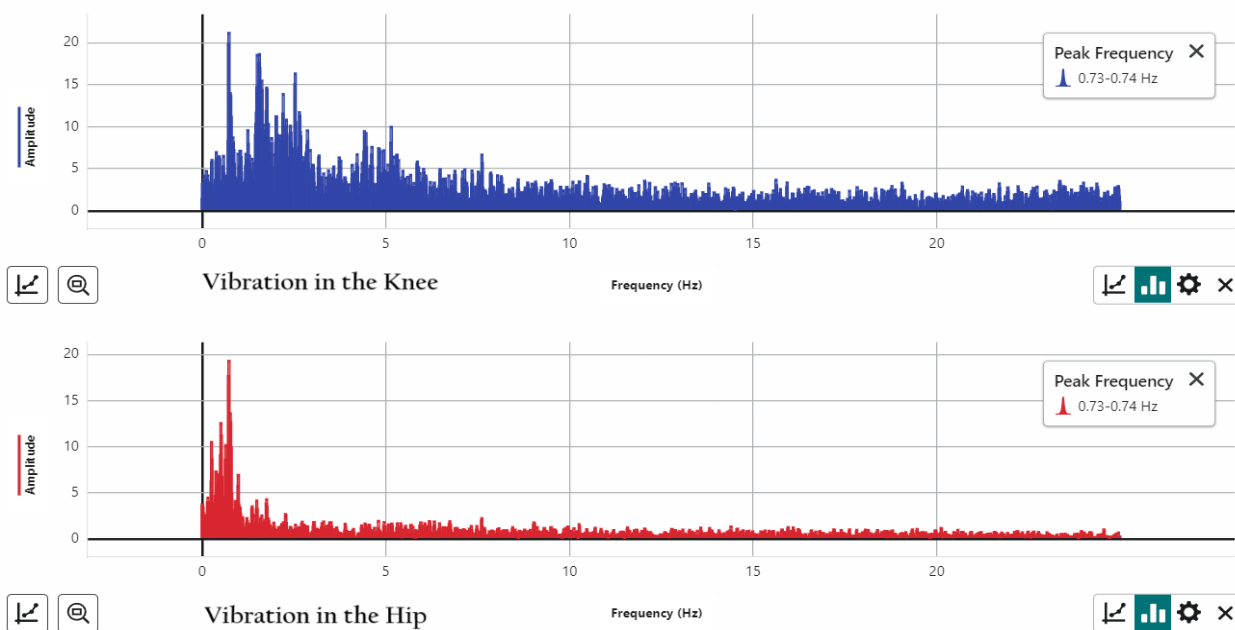 20
15
10
5
0
Amplitude
Peak Frequency
0.73-0.74 Hz
0 5 10 15 20
Vibration in the Knee
Frequency (Hz)
20
15
10
5
0
Amplitude
Peak Frequency
0.73-0.74 Hz
0 5 10 15 20
Vibration in the Hip
Frequency (Hz)